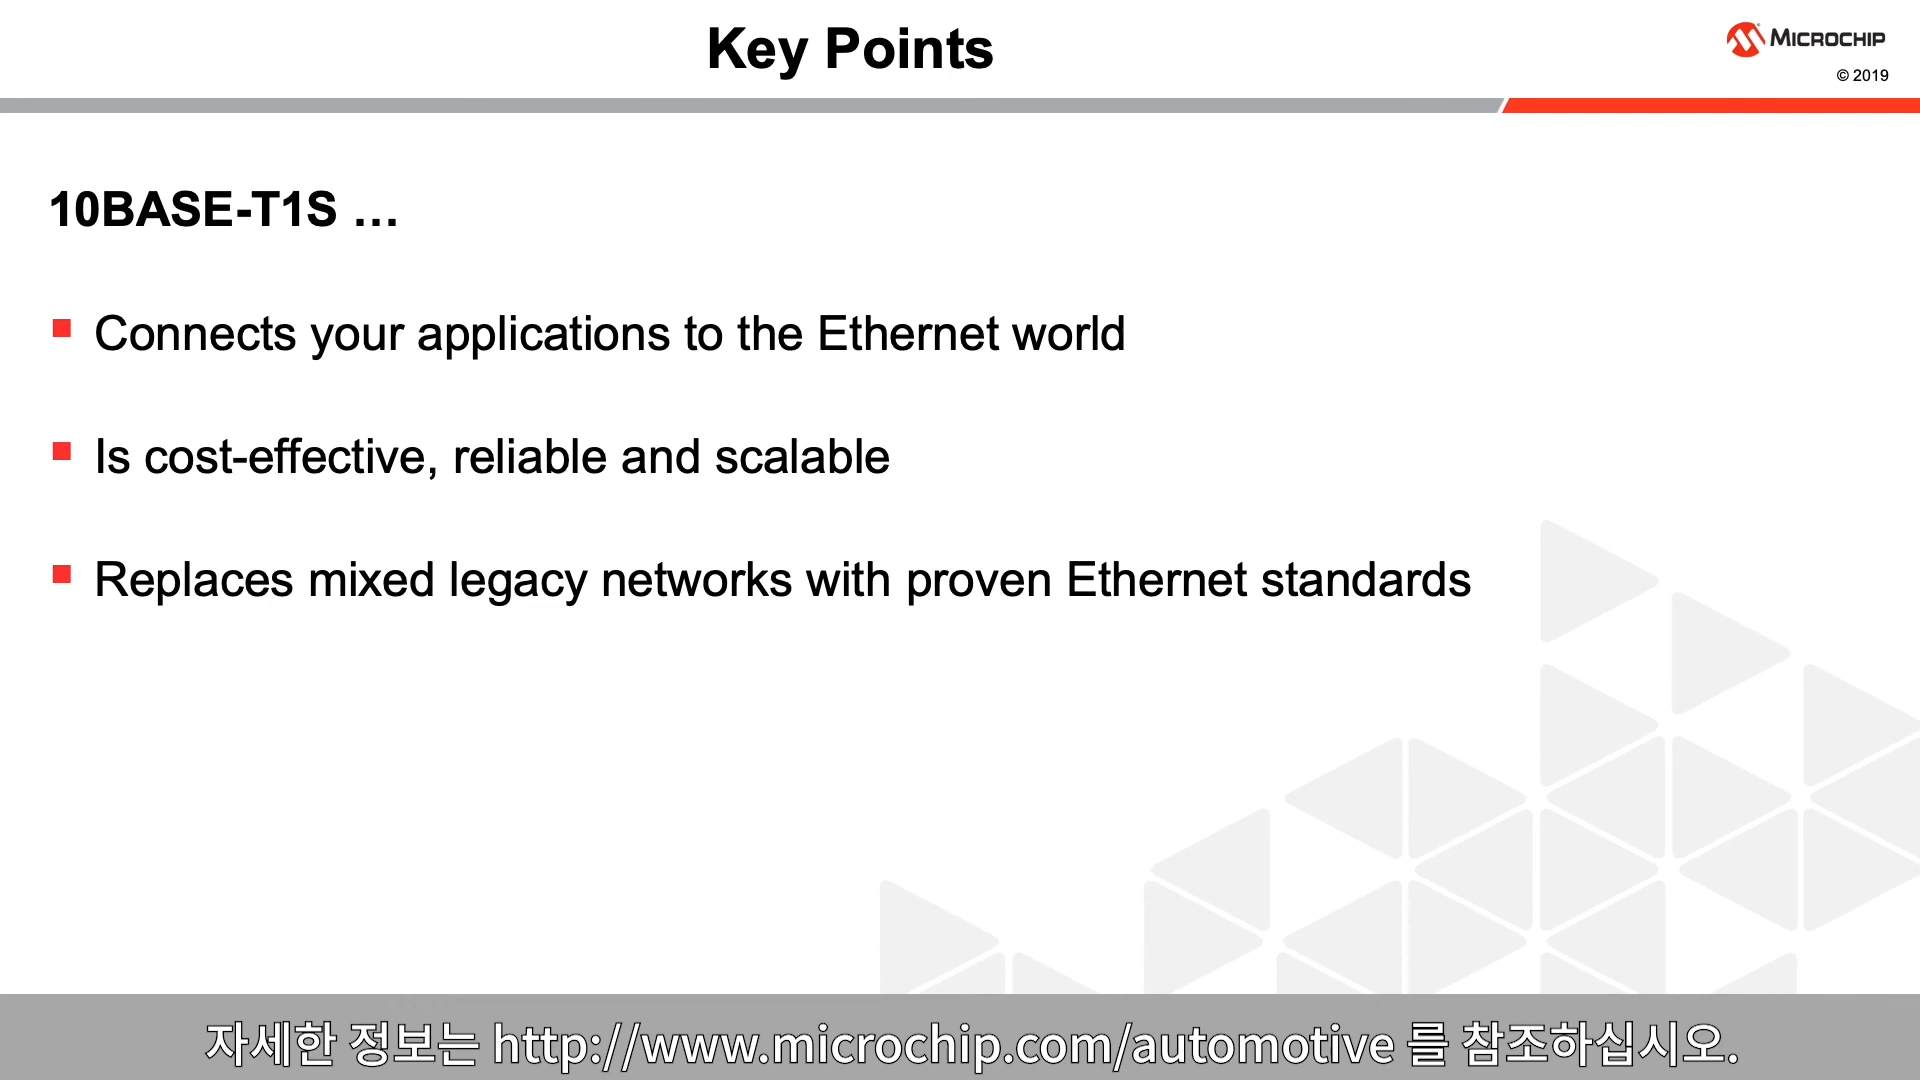 Key Points
MICROCHIP
© 2019
10BASE-T1S …
Connects your applications to the Ethernet world
Is cost-effective, reliable and scalable
Replaces mixed legacy networks with proven Ethernet standards
자세한 정보는 http://www.microchip.com/automotive 를 참조하십시오.